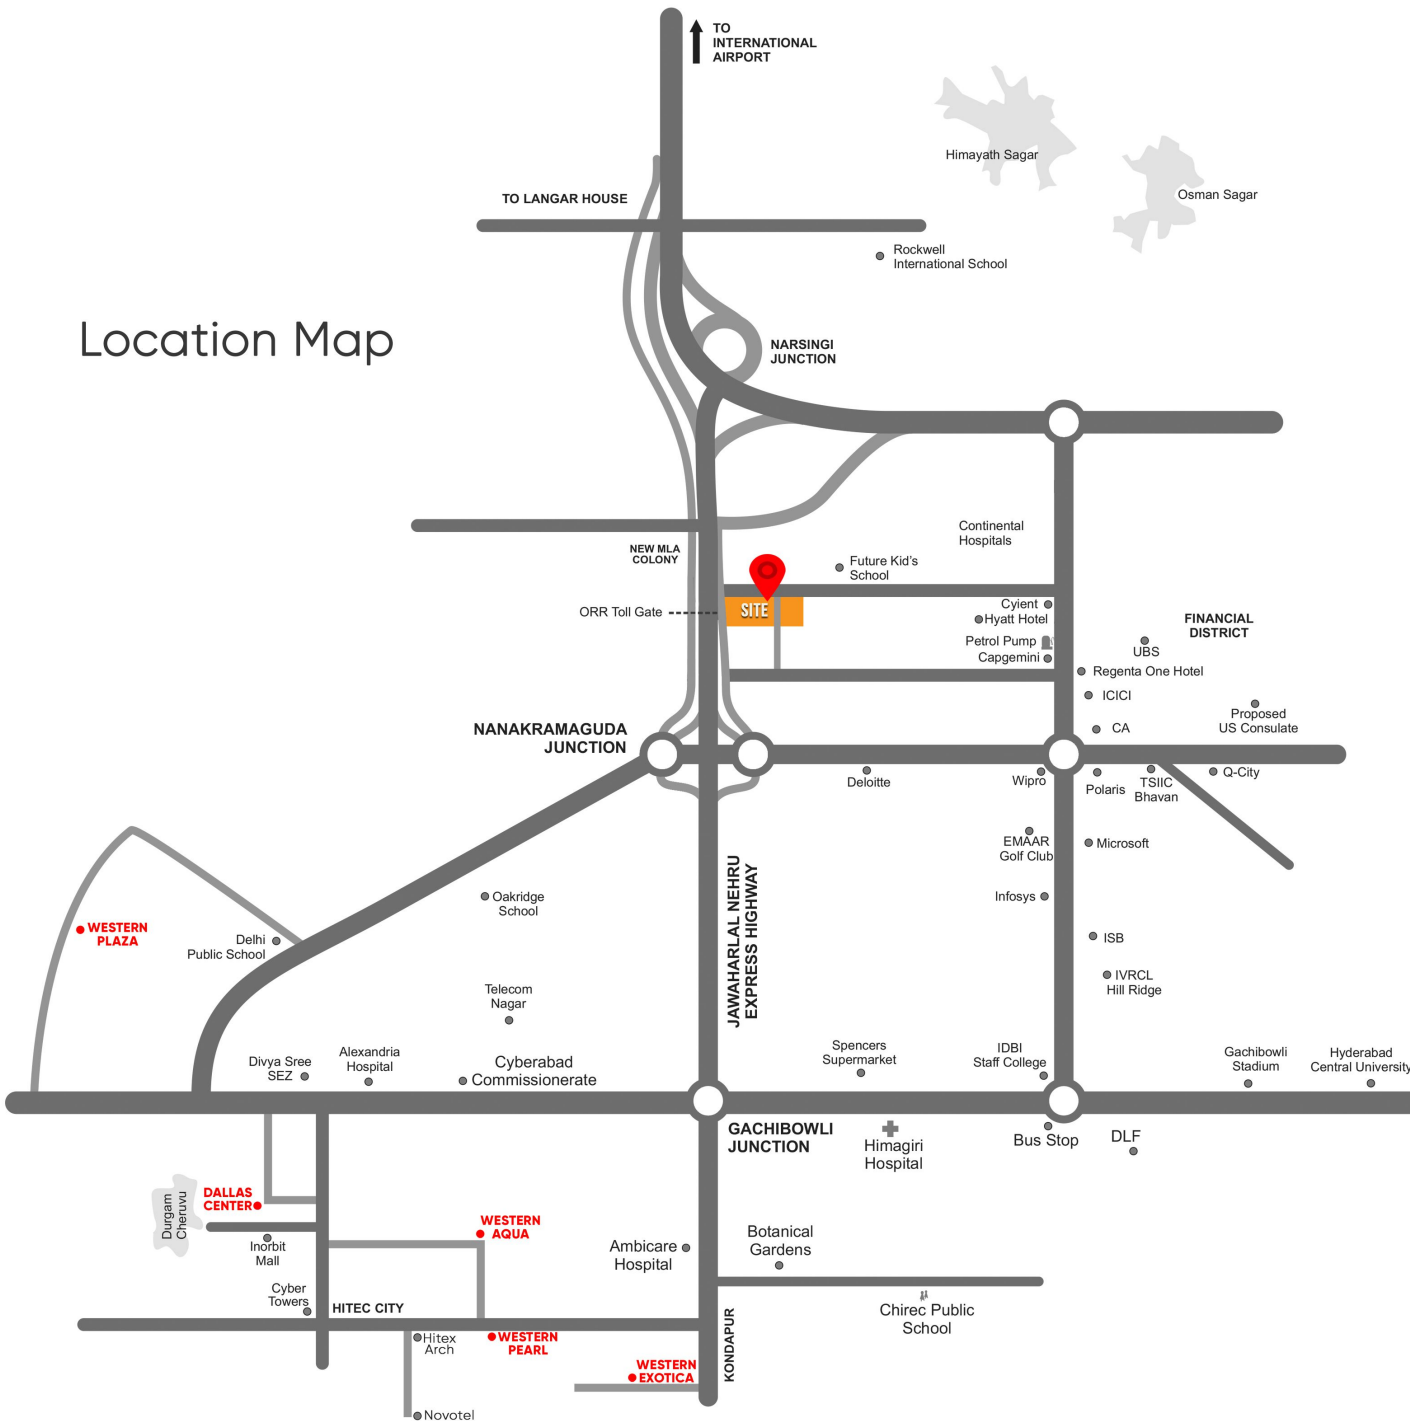 TO
INTERNATIONAL
AIRPORT
Himayath Sagar
Osman Sagar
TO LANGAR HOUSE
Rockwell
International School
Location Map
NARSINGI
JUNCTION
Continental
Hospitals
NEW MLA
COLONY
Future Kid's
School
ORR Toll Gate
SITE
Cyient
Hyatt Hotel
Petrol Pump
Capgemini
FINANCIAL
DISTRICT
UBS
Regenta One Hotel
ICICI
Proposed
US Consulate
CA
NANAKRAMAGUDA
JUNCTION
Deloitte
Wipro
Polaris
TSIIC
Bhavan
Q-City
EMAAR
Golf Club
Microsoft
JAWAHARLAL NEHRU
EXPRESS HIGHWAY
Oakridge
School
Infosys
WESTERN
PLAZA
Delhi
Public School
ISB
IVRCL
Hill Ridge
Telecom
Nagar
Divya Sree
SEZ
Alexandria
Hospital
Cyberabad
Commissionerate
Spencers
Supermarket
IDBI
Staff College
Gachibowli
Stadium
Hyderabad
Central University
GACHIBOWLI
JUNCTION
Himagiri
Hospital
Bus Stop
DLF
Durgam
Cheruvu
DALLAS
CENTER
WESTERN
AQUA
Inorbit
Mall
Ambicare
Hospital
Botanical
Gardens
Cyber
Towers
HITEC CITY
Chirec Public
School
Hitex
Arch
WESTERN
PEARL
KONDAPUR
WESTERN
EXOTICA
Novotel